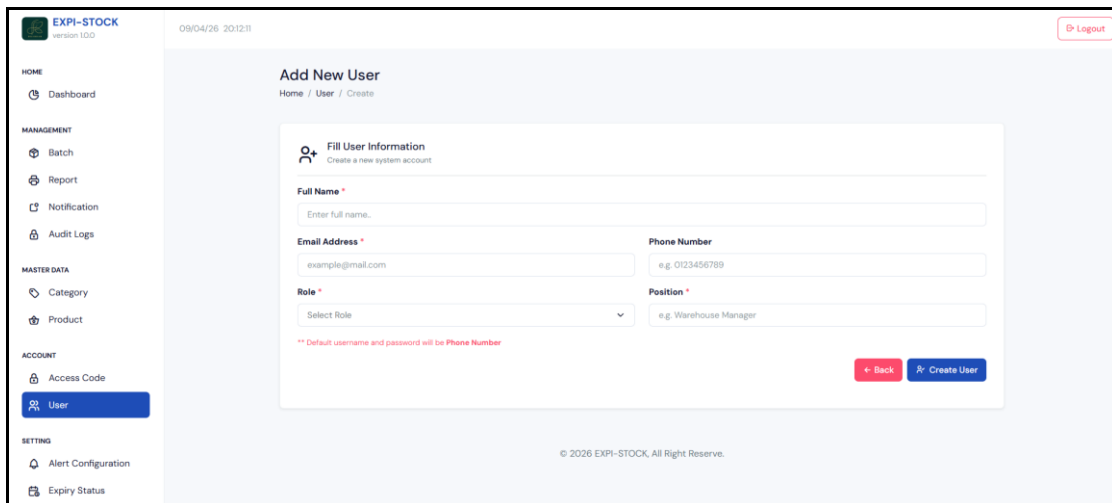 EXPI-STOCK
version 1.0.0
HOME
Dashboard
MANAGEMENT
Batch
Report
Notification
Audit Logs
MASTER DATA
Category
Product
ACCOUNT
Access Code
User
SETTING
Alert Configuration
Expiry Status
09/04/26 20:12:11
Logout
Add New User
Home / User / Create
Fill User Information
Create a new system account
Full Name *
Enter full name..
Email Address *
Phone Number
example@mail.com
e.g. 0123456789
Role *
Position *
Select Role
e.g. Warehouse Manager
** Default username and password will be Phone Number
← Back
Create User
© 2026 EXPI-STOCK, All Right Reserve.